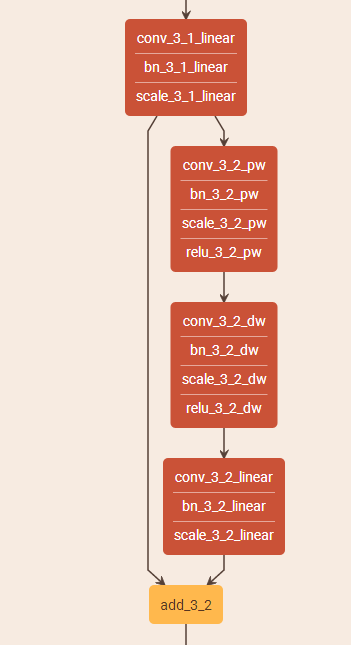 conv_3_1_linear
bn_3_1_linear
scale_3_1_linear
conv_3_2_pw
bn_3_2_pw
scale_3_2_pw
relu_3_2_pw
conv_3_2_dw
bn_3_2_dw
scale_3_2_dw
relu_3_2_dw
conv_3_2_linear
bn_3_2_linear
scale_3_2_linear
add_3_2